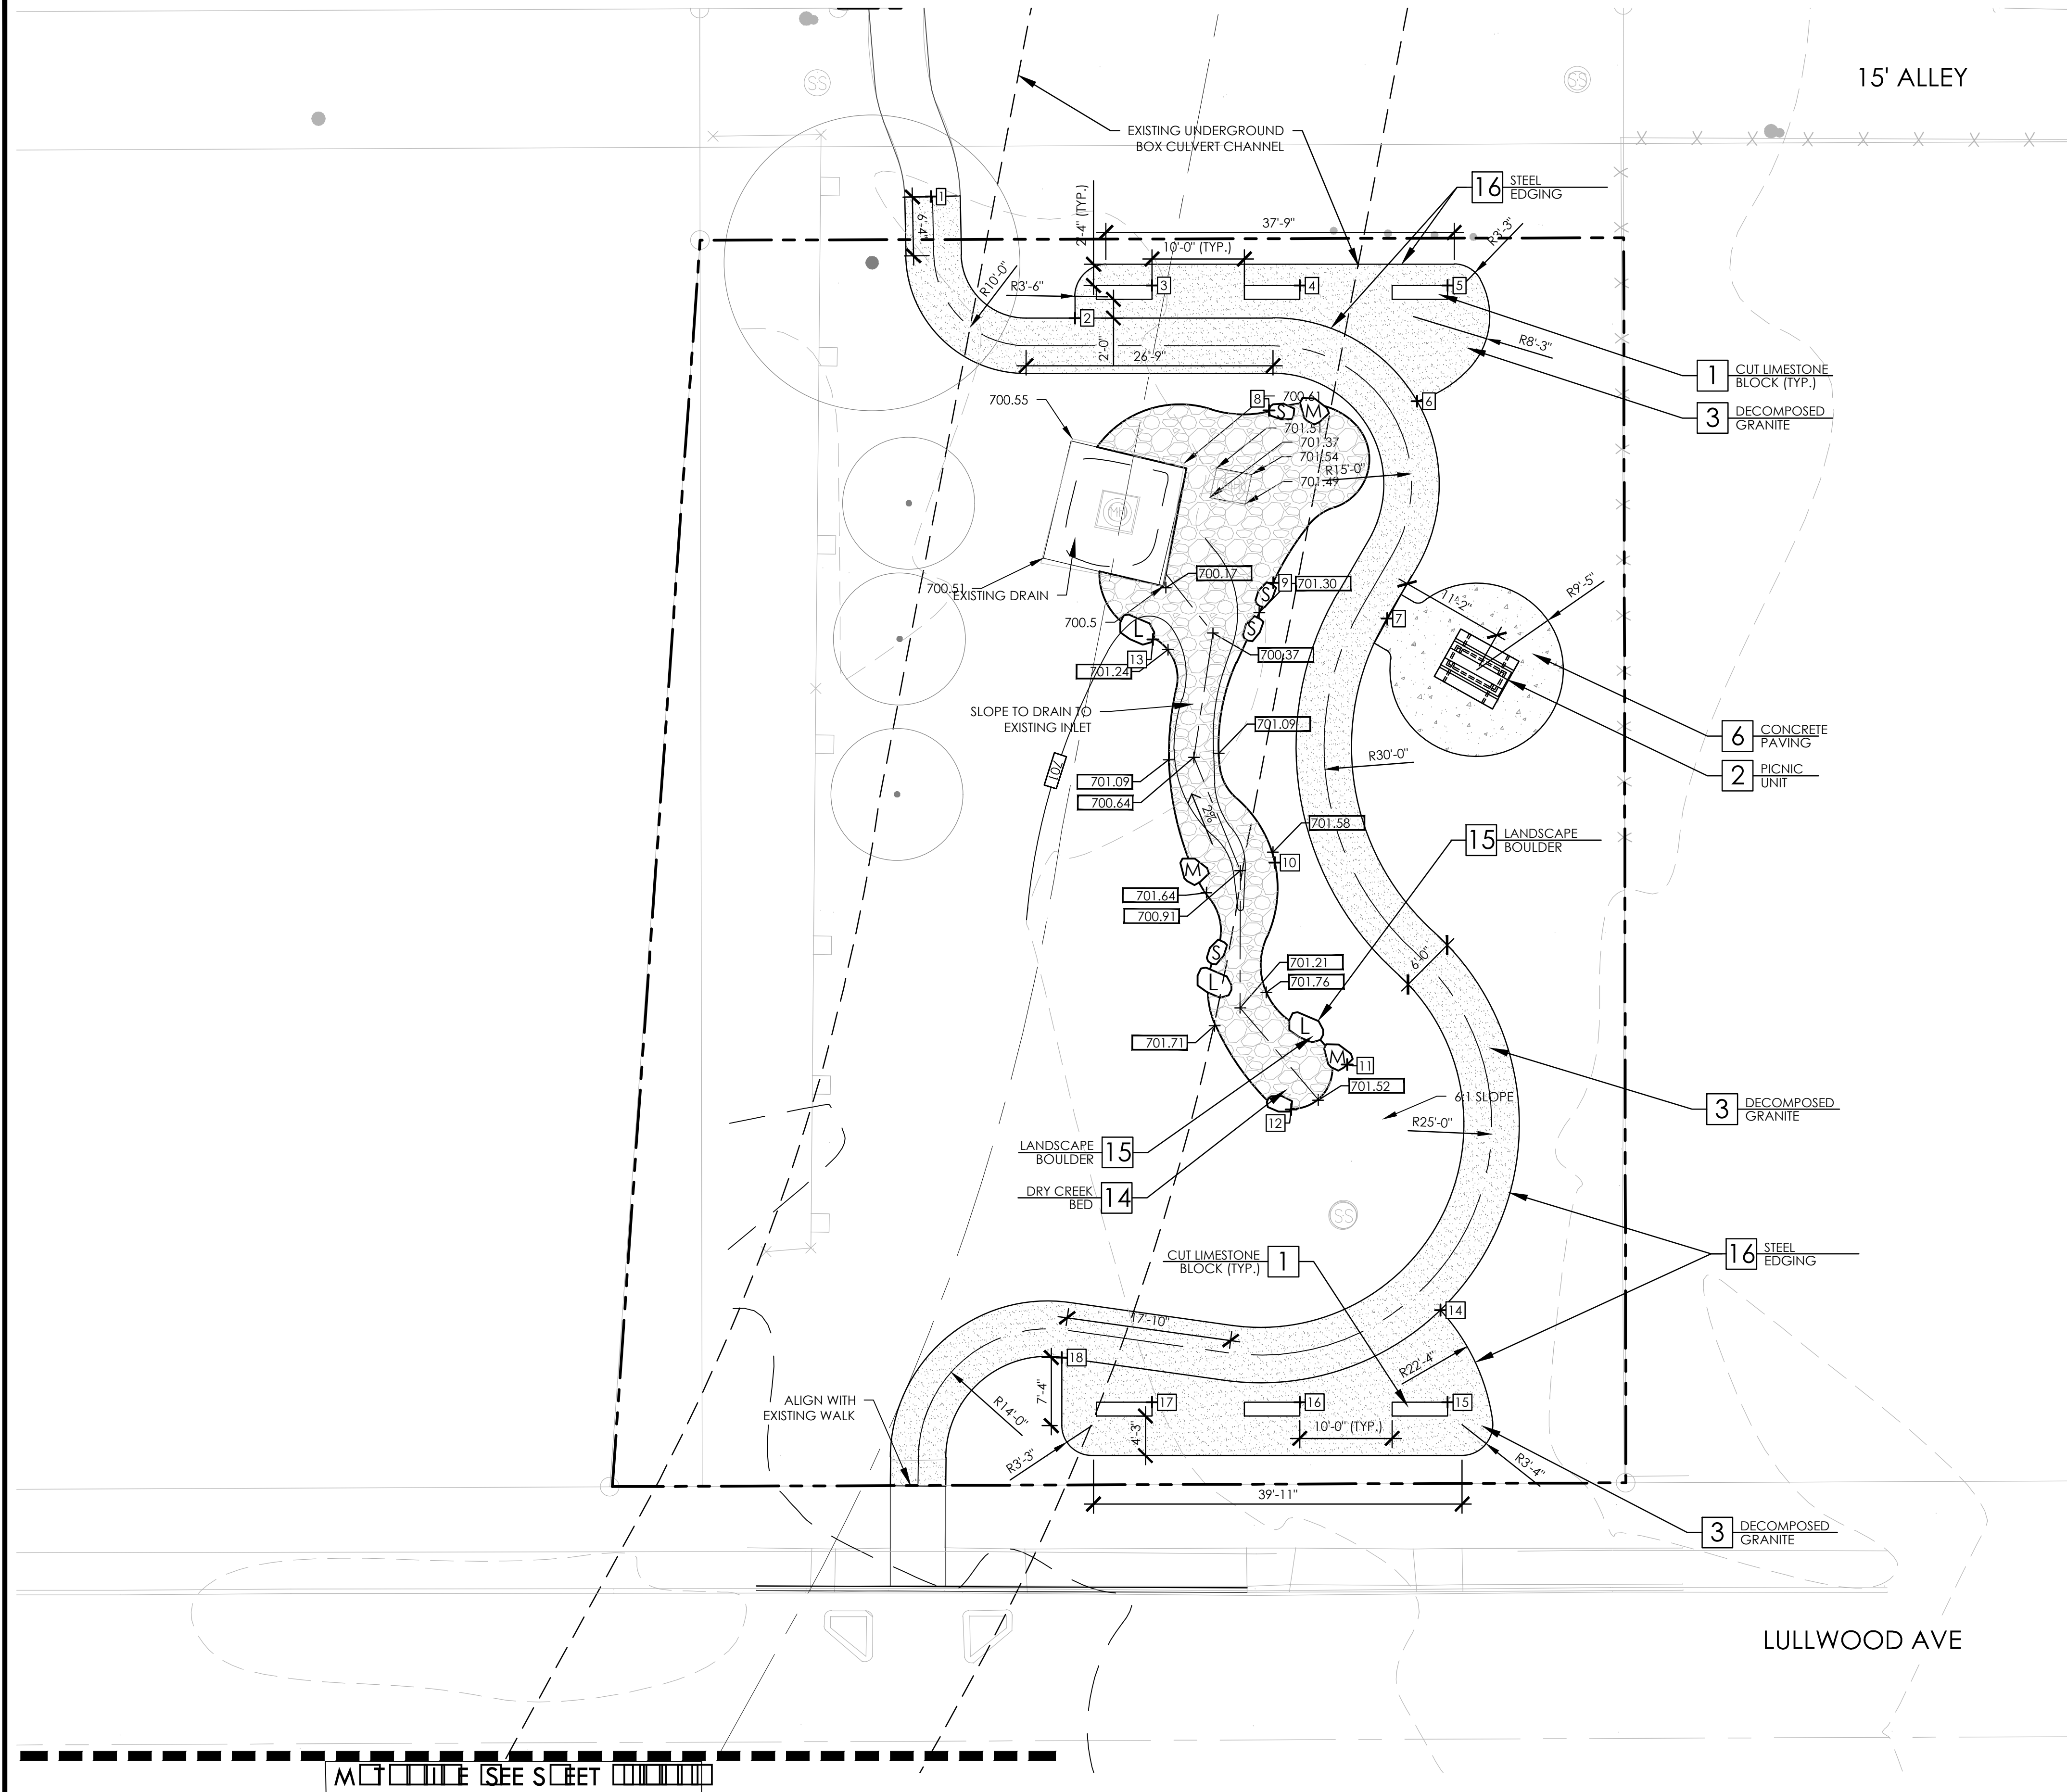 15' ALLEY
SS
SS
EXISTING UNDERGROUND
BOX CULVERT CHANNEL
16 STEEL
EDGING
1
6'-4"
2'-4" (TYP.)
37'-9"
R3'-3"
10'-0" (TYP.)
R10'-0"
R3'-6"
3
4
5
2
2'-0"
26'-9"
R8'-3"
1 CUT LIMESTONE
BLOCK (TYP.)
3 DECOMPOSED
GRANITE
700.55
8
700.61
S
M
6
701.51
701.37
701.54
R15'-0"
701.49
MH
700.17
9
701.30
S
700.51
EXISTING DRAIN
11'-2"
R9'-5"
700.5
L
S
7
13
700.37
701.24
SLOPE TO DRAIN TO
EXISTING INLET
701.09
6 CONCRETE
PAVING
2 PICNIC
UNIT
R30'-0"
701
701.09
700.64
2%
701.58
15 LANDSCAPE
BOULDER
10
M
701.64
700.91
S
6'-0"
701.21
701.76
L
L
701.71
M
11
701.52
6:1 SLOPE
12
R25'-0"
3 DECOMPOSED
GRANITE
LANDSCAPE
BOULDER 15
DRY CREEK
BED 14
SS
CUT LIMESTONE
BLOCK (TYP.) 1
16 STEEL
EDGING
14
17'-10"
18
R22'-4"
7'-4"
ALIGN WITH
EXISTING WALK
R14'-0"
17
16
15
4'-3"
10'-0" (TYP.)
R3'-3"
R3'-4"
39'-11"
3 DECOMPOSED
GRANITE
LULLWOOD AVE
SEE